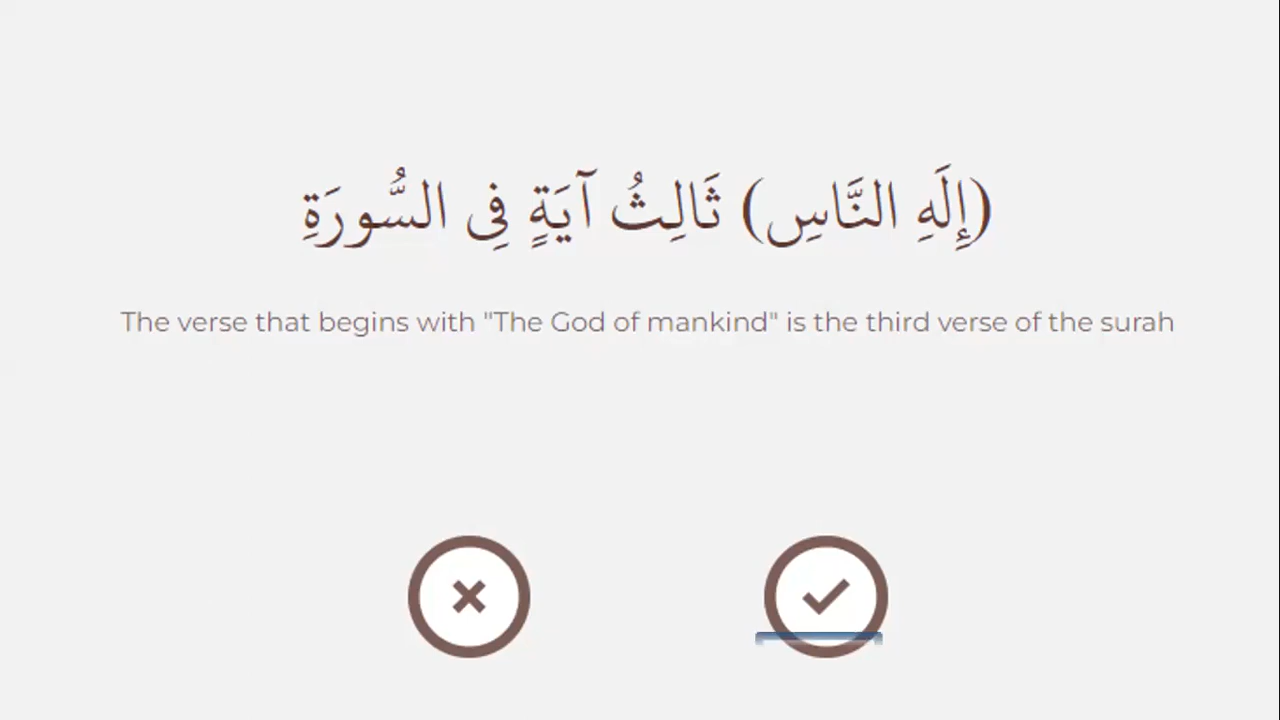 (إِلَهِ النَّاسِ) ثَالِثُ آيَةٍ فِى السُّورَةِ
The verse that begins with "The God of mankind" is the third verse of the surah